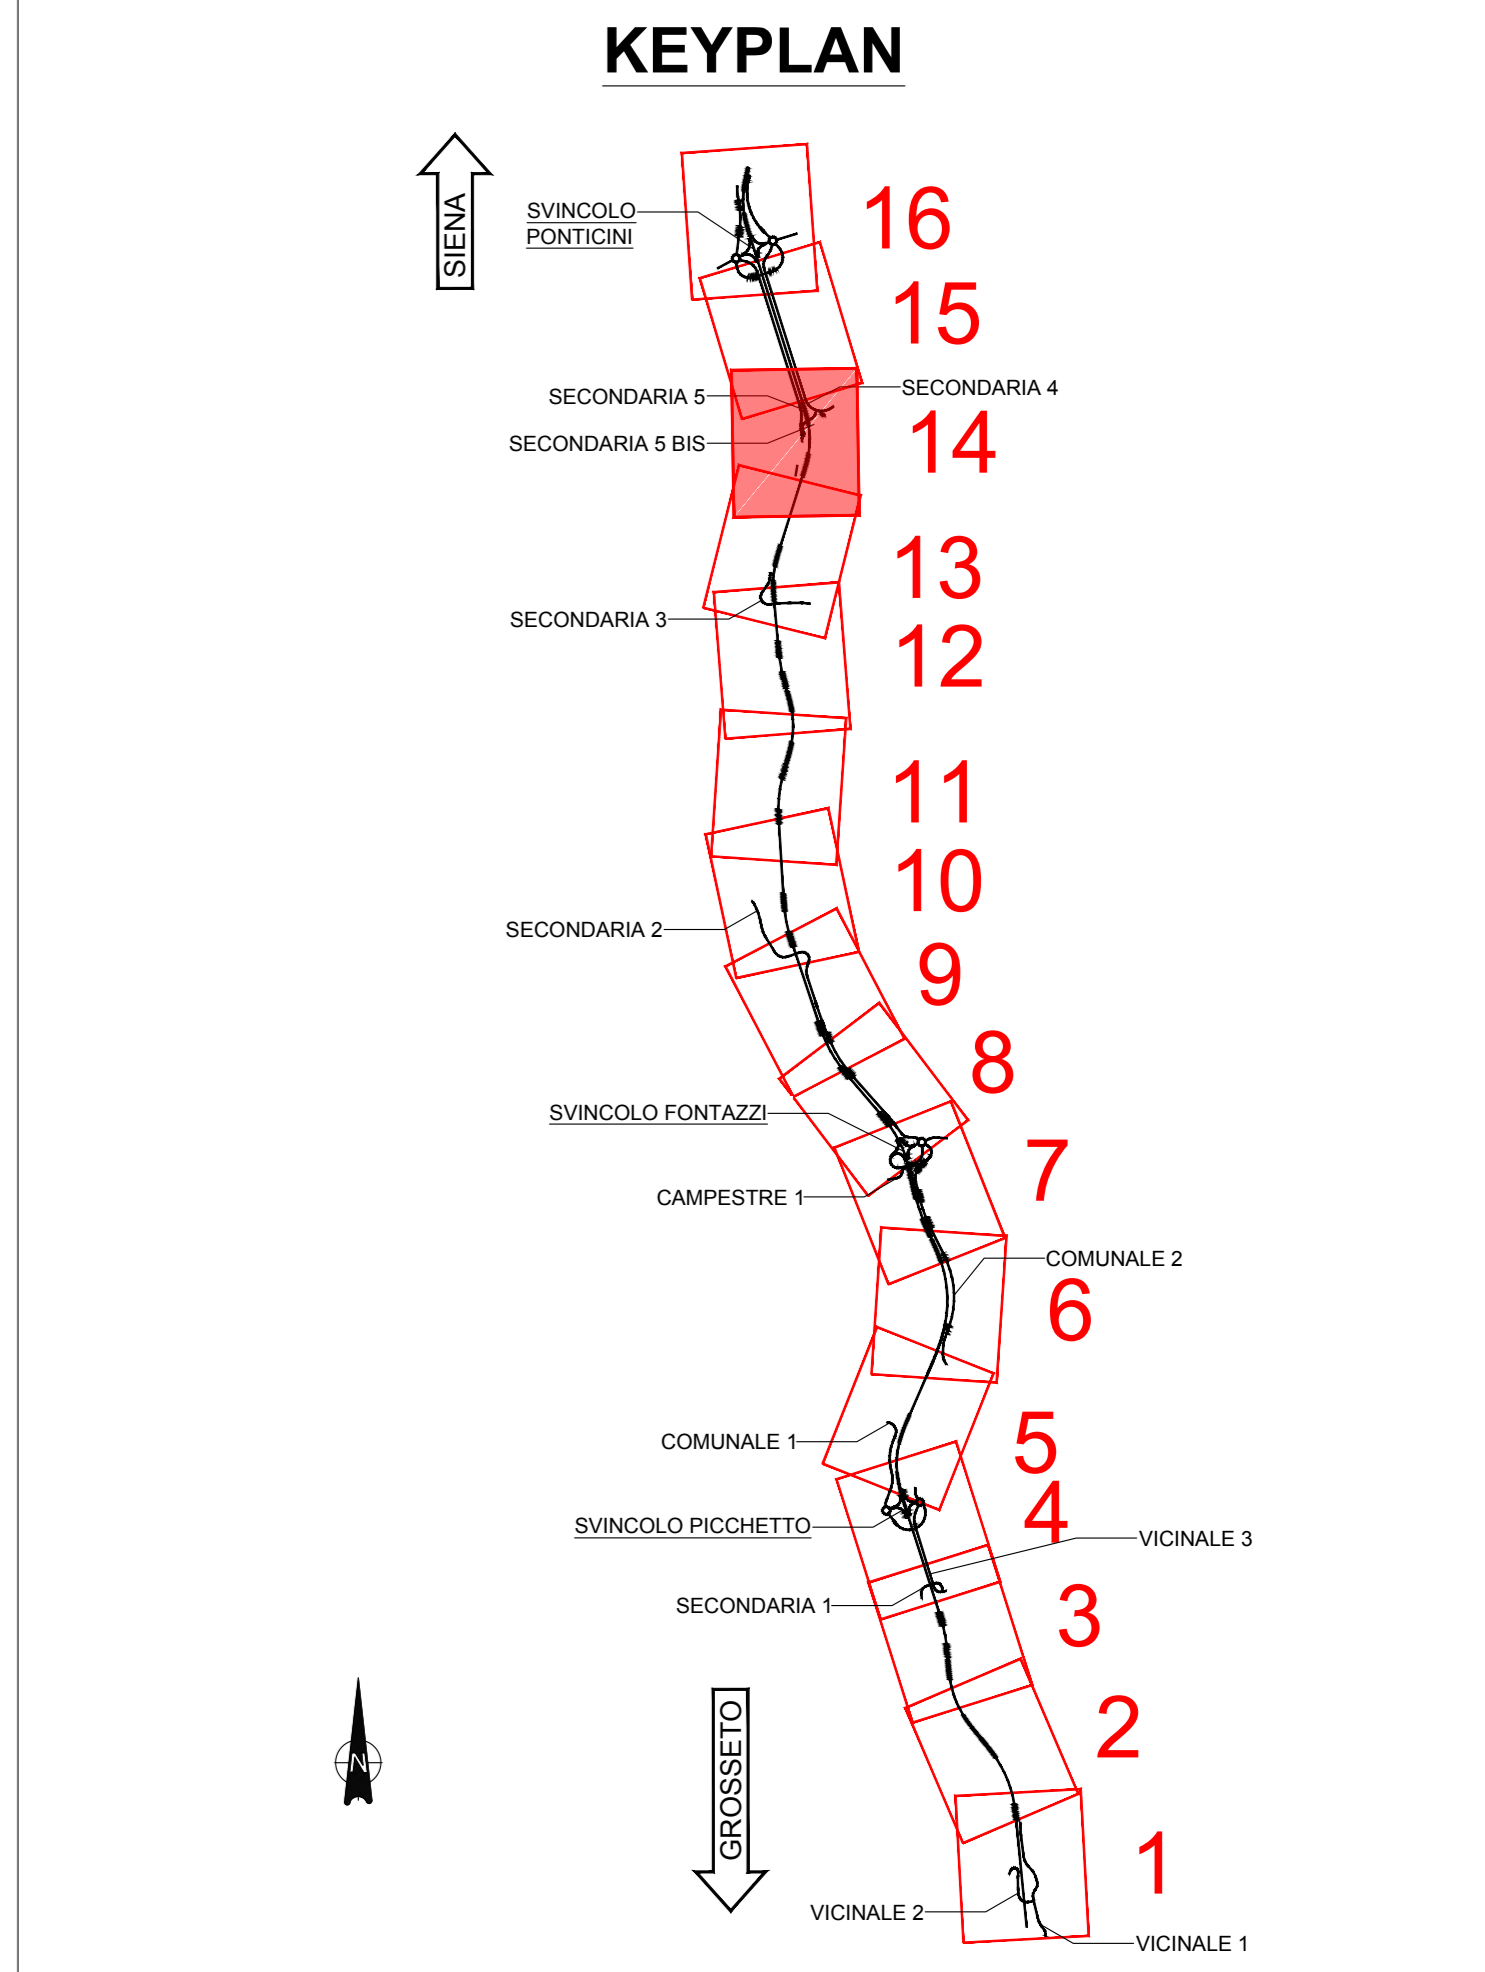 KEYPLAN
SIENA
SVINCOLO
PONTICINI
16
15
SECONDARIA 5
SECONDARIA 4
SECONDARIA 5 BIS
14
13
SECONDARIA 3
12
11
10
SECONDARIA 2
9
8
SVINCOLO FONTAZZI
7
CAMPESTRE 1
COMUNALE 2
6
COMUNALE 1
5
4
SVINCOLO PICCHETTO
VICINALE 3
SECONDARIA 1
3
N
GROSSETO
2
1
VICINALE 2
VICINALE 1